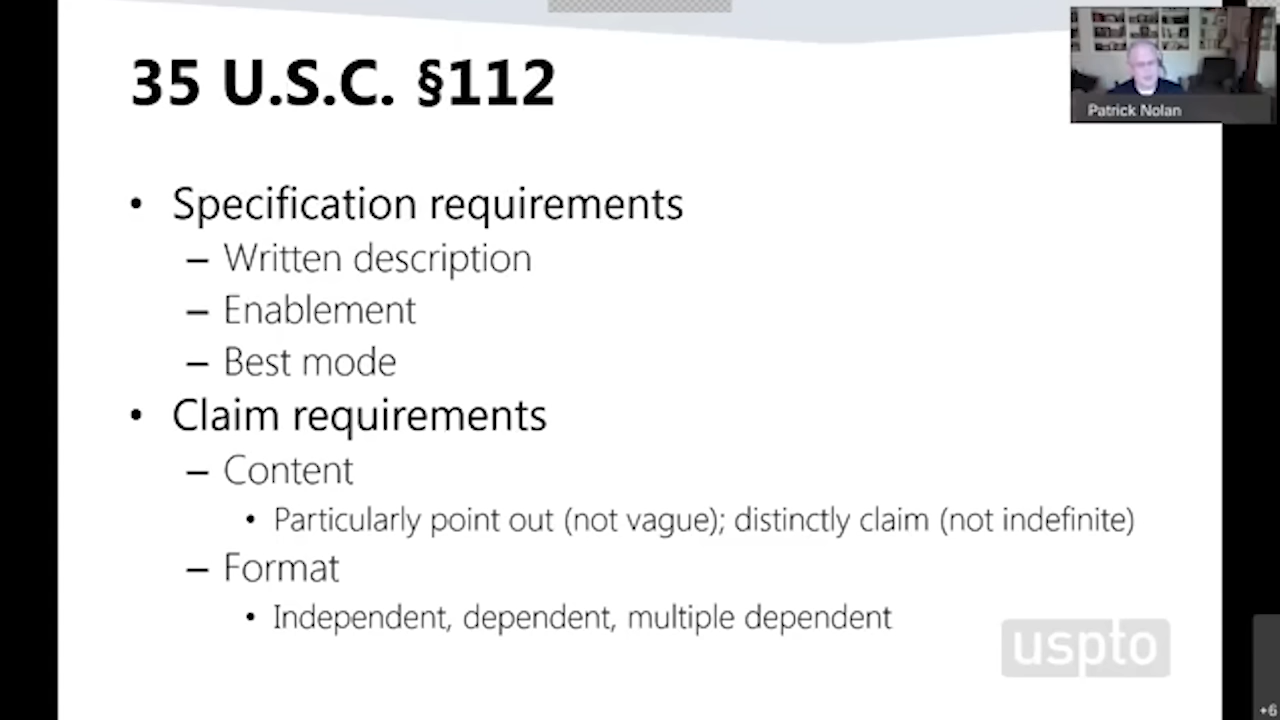 35 U.S.C. §112
Patrick Nolan
• Specification requirements
– Written description
– Enablement
– Best mode
• Claim requirements
– Content
• Particularly point out (not vague); distinctly claim (not indefinite)
– Format
• Independent, dependent, multiple dependent
uspto
+6